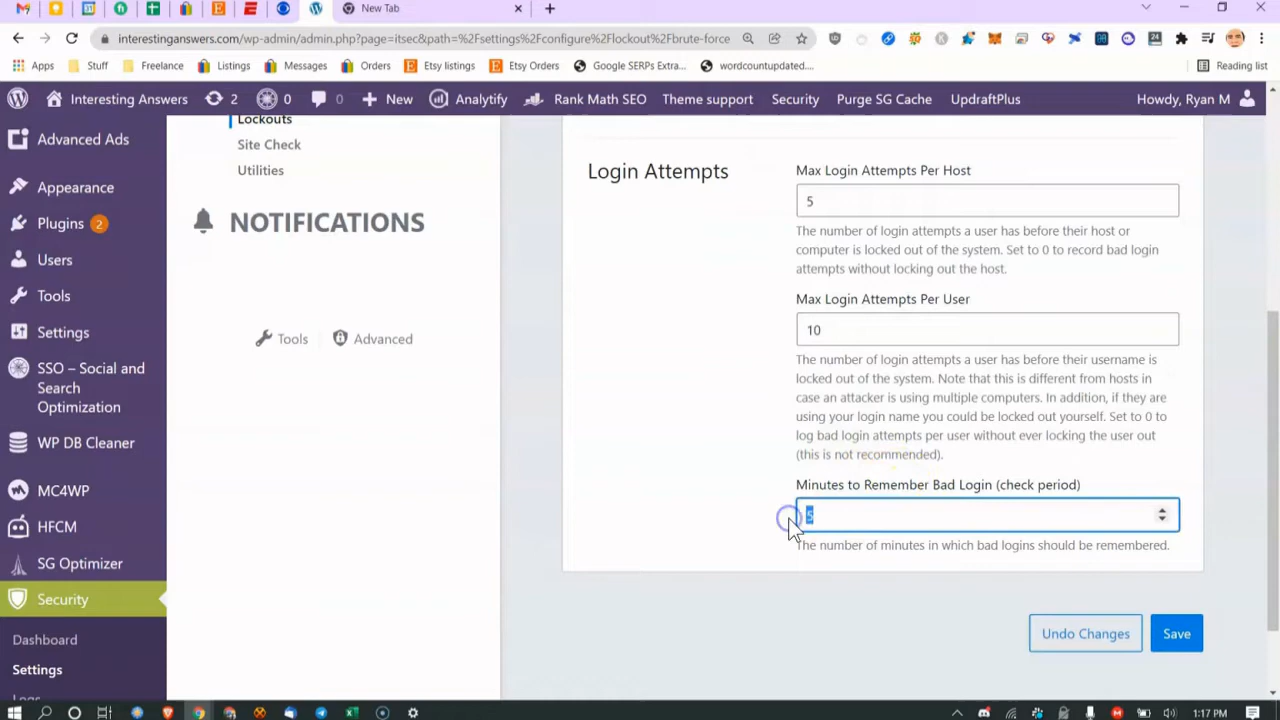 New Tab
interestinganswers.com/wp-admin/admin.php?page=itsec&path=%2Fsettings%2Fconfigure%2Flockout%2Fbrute-force
Apps Stuff Freelance Listings Messages Orders Etsy listings Etsy Orders Google SERPs Extra... wordcountupdated.... Reading list
Interesting Answers 2 0 0 New Analytify Rank Math SEO Theme support Security Purge SG Cache UpdraftPlus Howdy, Ryan M
Advanced Ads
Appearance
Plugins 2
Users
Tools
Settings
SSO – Social and
Search
Optimization
WP DB Cleaner
MC4WP
HFCM
SG Optimizer
Security
Dashboard
Settings
Logs
Lockouts
Site Check
Utilities
NOTIFICATIONS
Tools Advanced
Login Attempts
Max Login Attempts Per Host
5
The number of login attempts a user has before their host or
computer is locked out of the system. Set to 0 to record bad login
attempts without locking out the host.
Max Login Attempts Per User
10
The number of login attempts a user has before their username is
locked out of the system. Note that this is different from hosts in
case an attacker is using multiple computers. In addition, if they are
using your login name you could be locked out yourself. Set to 0 to
log bad login attempts per user without ever locking the user out
(this is not recommended).
Minutes to Remember Bad Login (check period)
5
The number of minutes in which bad logins should be remembered.
Undo Changes Save
1:17 PM